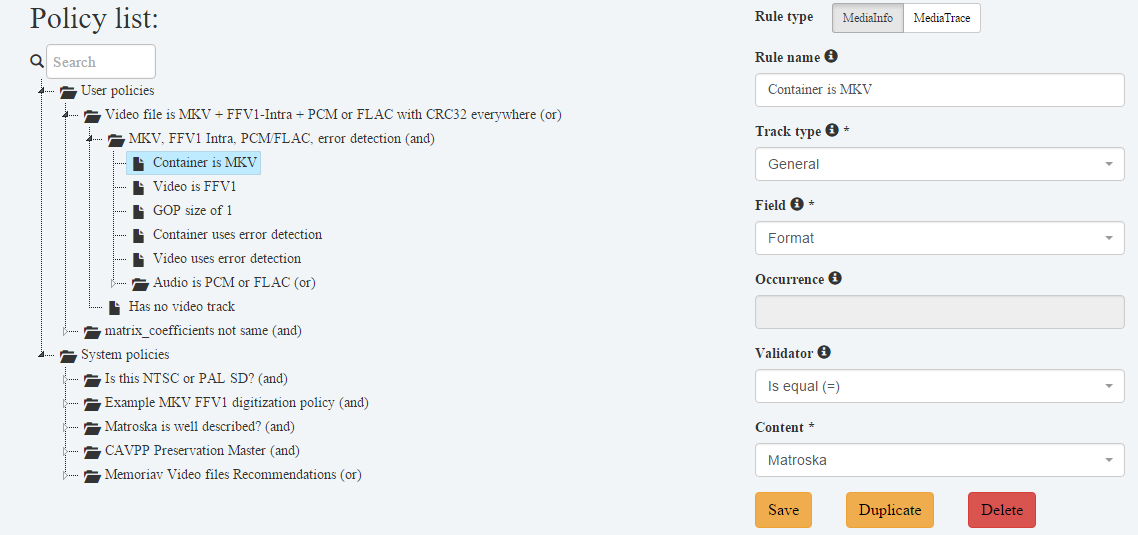 Policy list:
Search
User policies
Video file is MKV + FFV1-Intra + PCM or FLAC with CRC32 everywhere (or)
MKV, FFV1 Intra, PCM/FLAC, error detection (and)
Container is MKV
Video is FFV1
GOP size of 1
Container uses error detection
Video uses error detection
Audio is PCM or FLAC (or)
Has no video track
matrix_coefficients not same (and)
System policies
Is this NTSC or PAL SD? (and)
Example MKV FFV1 digitization policy (and)
Matroska is well described? (and)
CAVPP Preservation Master (and)
Memoriav Video files Recommendations (or)
Rule type MediaInfo MediaTrace
Rule name
Container is MKV
Track type *
General
Field *
Format
Occurrence
Validator
Is equal (=)
Content *
Matroska
Save Duplicate Delete